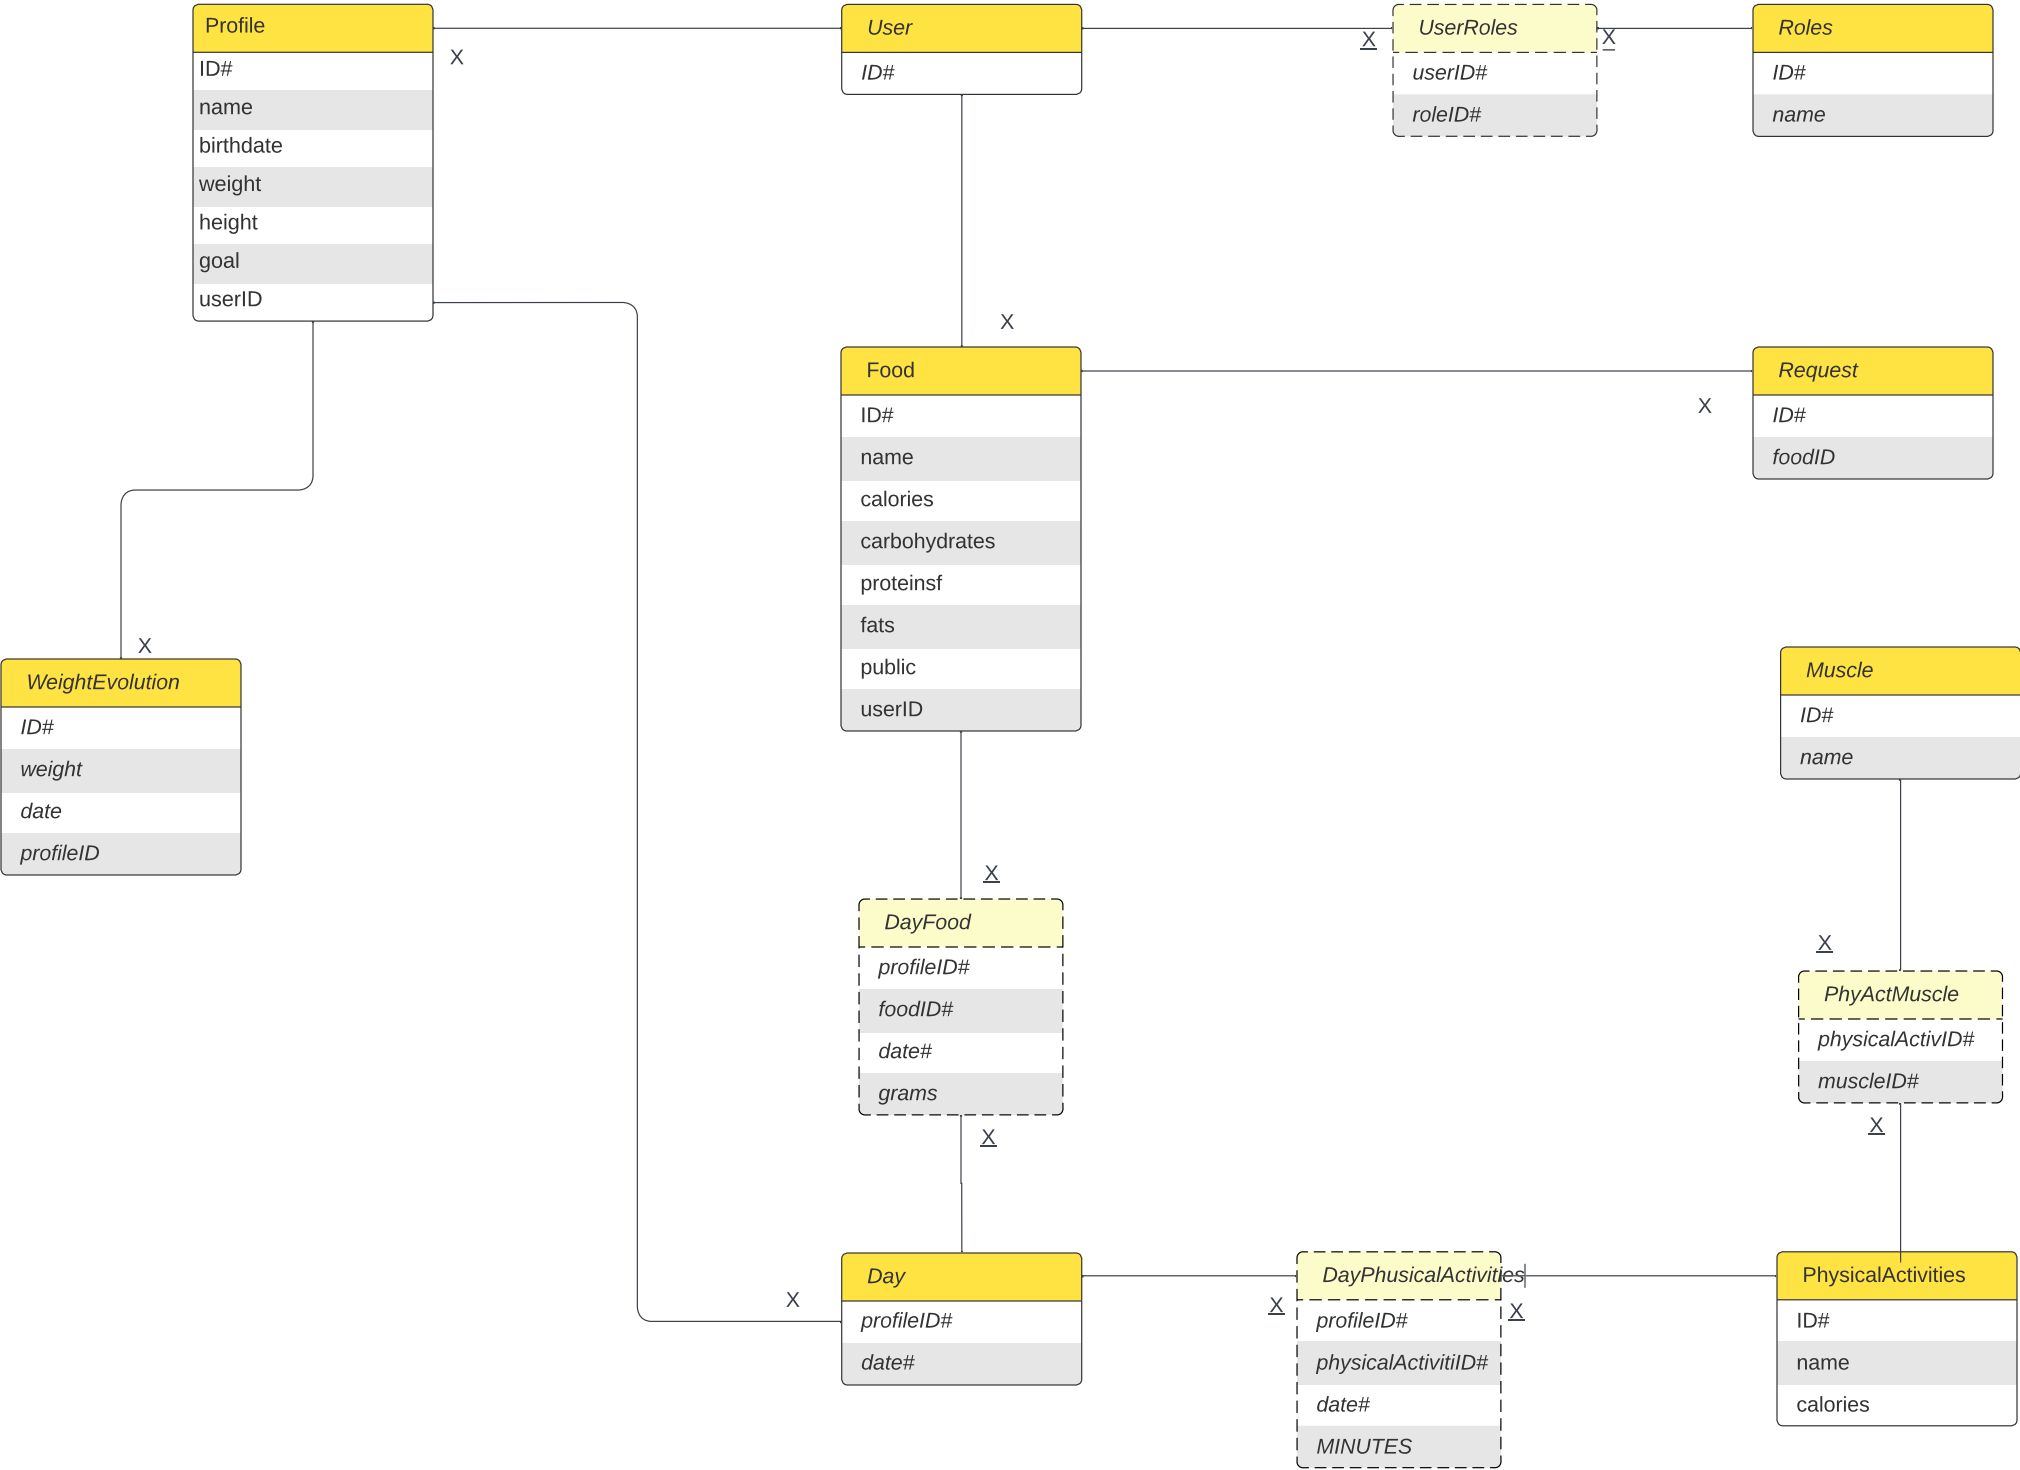 Profile
ID#
name
birthdate
weight
height
goal
userID
X
User
ID#
X
UserRoles
userID#
roleID#
X
Roles
ID#
name
X
Food
ID#
name
calories
carbohydrates
proteinsf
fats
public
userID
X
Request
ID#
foodID
X
WeightEvolution
ID#
weight
date
profileID
Muscle
ID#
name
X
DayFood
profileID#
foodID#
date#
grams
X
X
PhyActMuscle
physicalActivID#
muscleID#
X
X
Day
profileID#
date#
X
DayPhusicalActivities
profileID#
physicalActivitiID#
date#
MINUTES
X
PhysicalActivities
ID#
name
calories